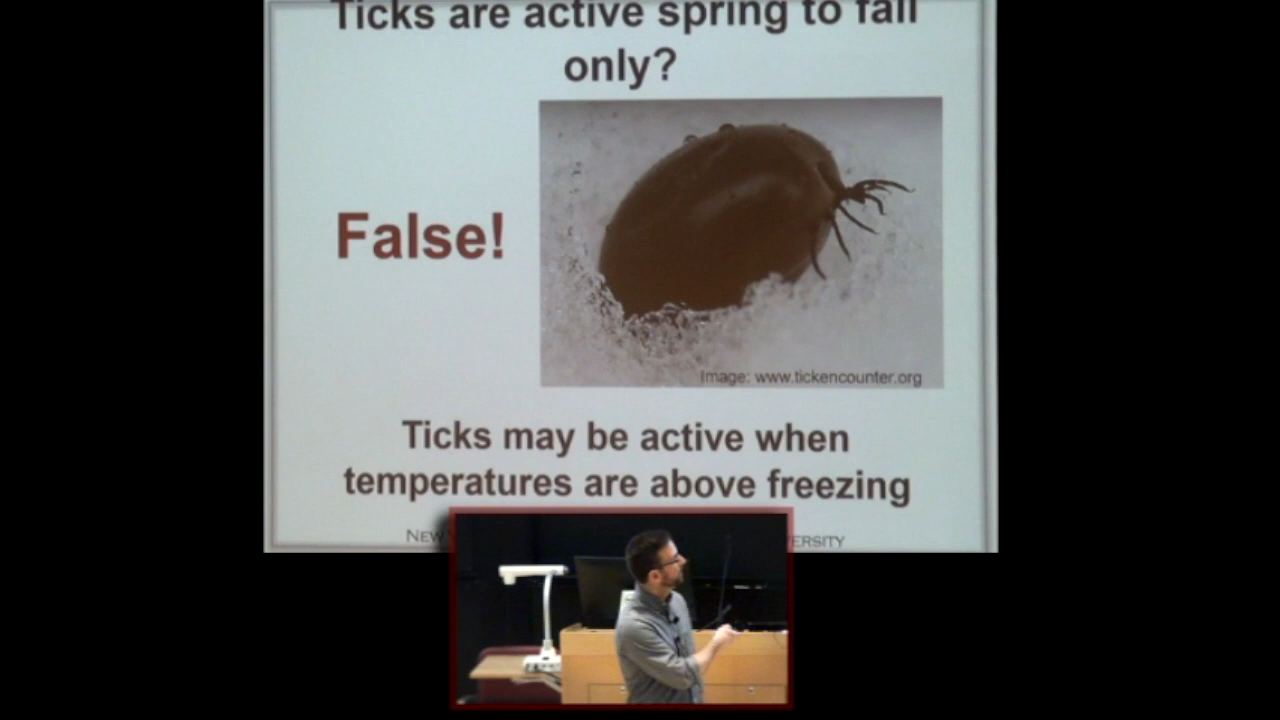 Ticks are active spring to fall
only?
False!
Image: www.tickencounter.org
Ticks may be active when
temperatures are above freezing
NEW